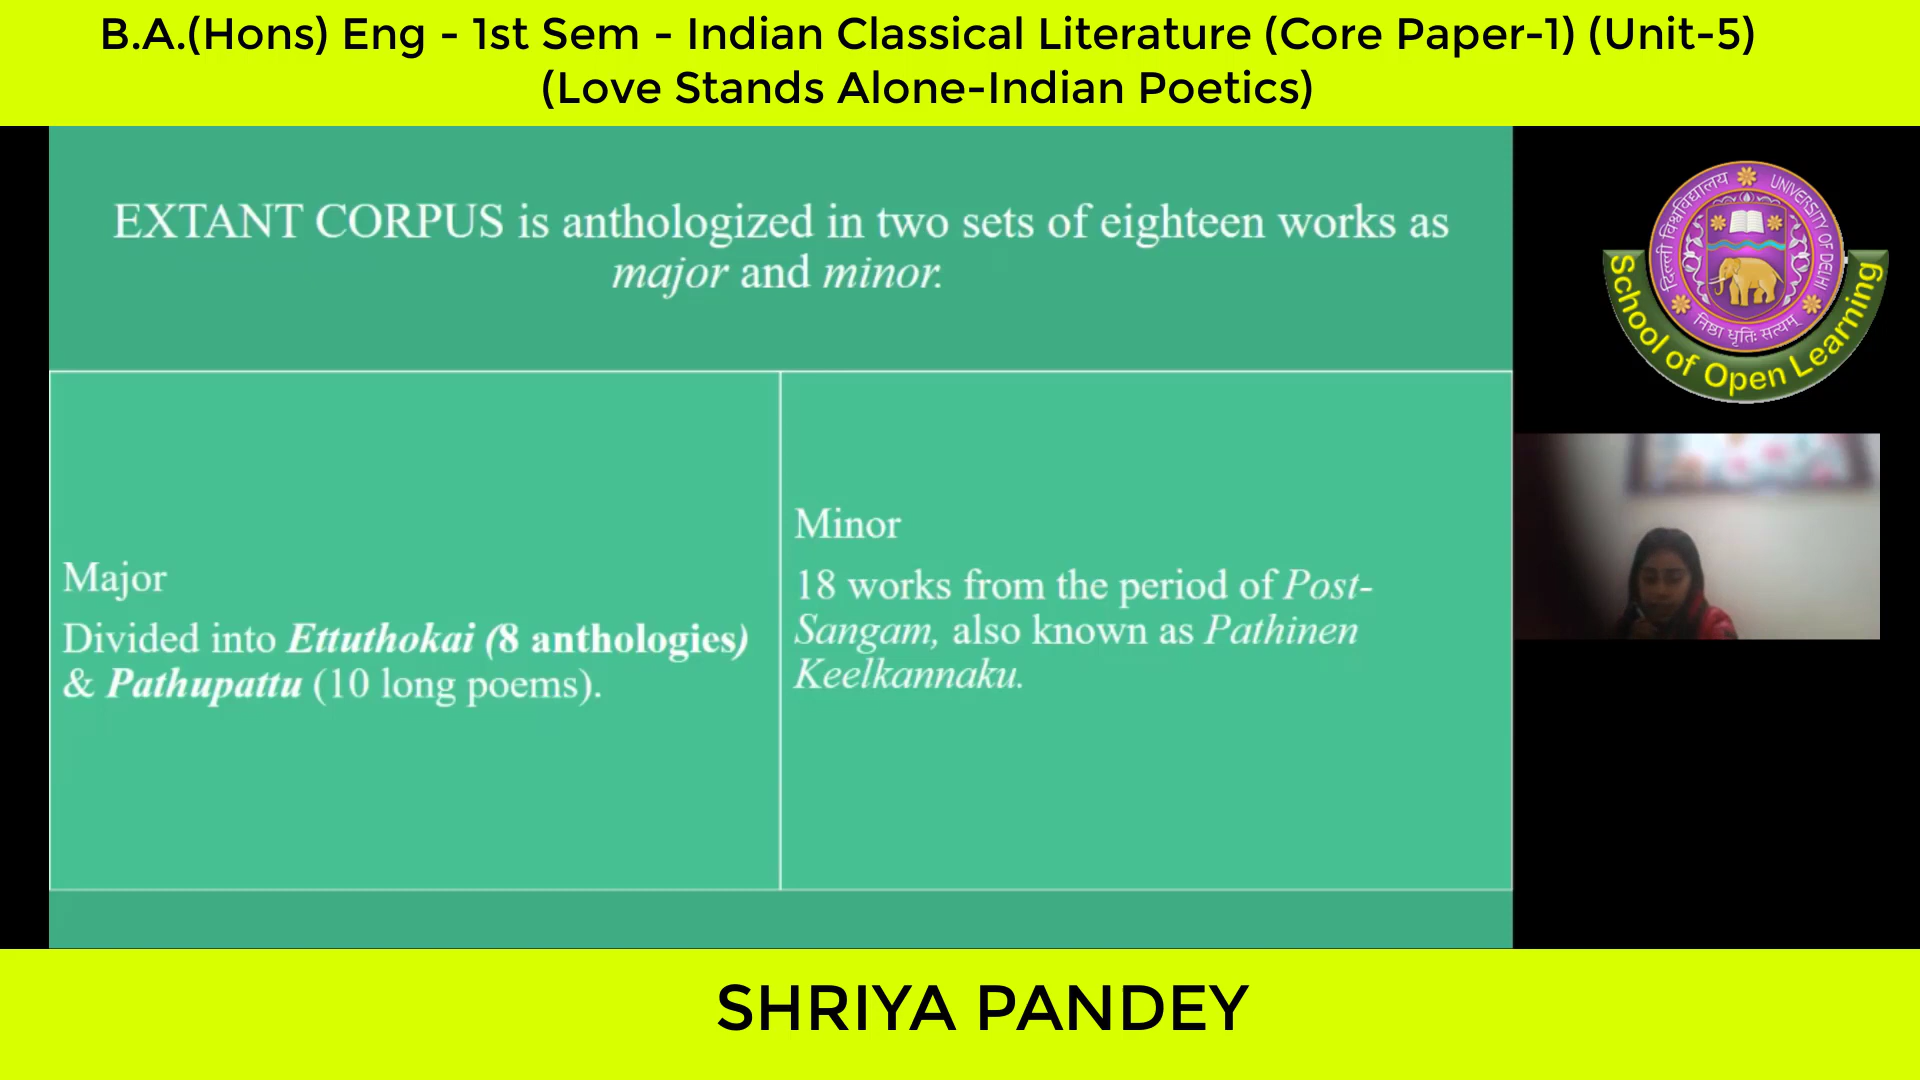 B.A.(Hons) Eng - 1st Sem - Indian Classical Literature (Core Paper-1) (Unit-5)
(Love Stands Alone-Indian Poetics)
EXTANT CORPUS is anthologized in two sets of eighteen works as
major and minor.
Major
Divided into Ettuthokai (8 anthologies)
& Pathupattu (10 long poems).
Minor
18 works from the period of Post-
Sangam, also known as Pathinen
Keelkannaku.
दिल्ली विश्वविद्यालय
UNIVERSITY OF DELHI
निष्ठा धृतिः सत्यम्
School of Open Learning
SHRIYA PANDEY